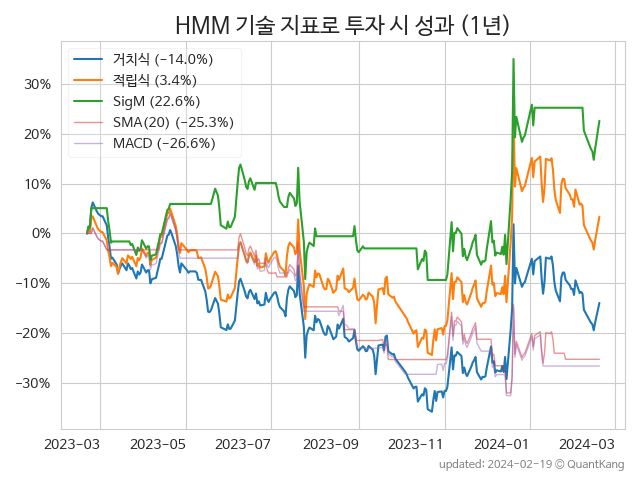 HMM 기술 지표로 투자 시 성과 (1년)
거치식 (−14.0%)
적립식 (3.4%)
SigM (22.6%)
SMA(20) (−25.3%)
MACD (−26.6%)
30%
20%
10%
0%
−10%
−20%
−30%
2023-03 2023-05 2023-07 2023-09 2023-11 2024-01 2024-03
updated: 2024-02-19 © QuantKang